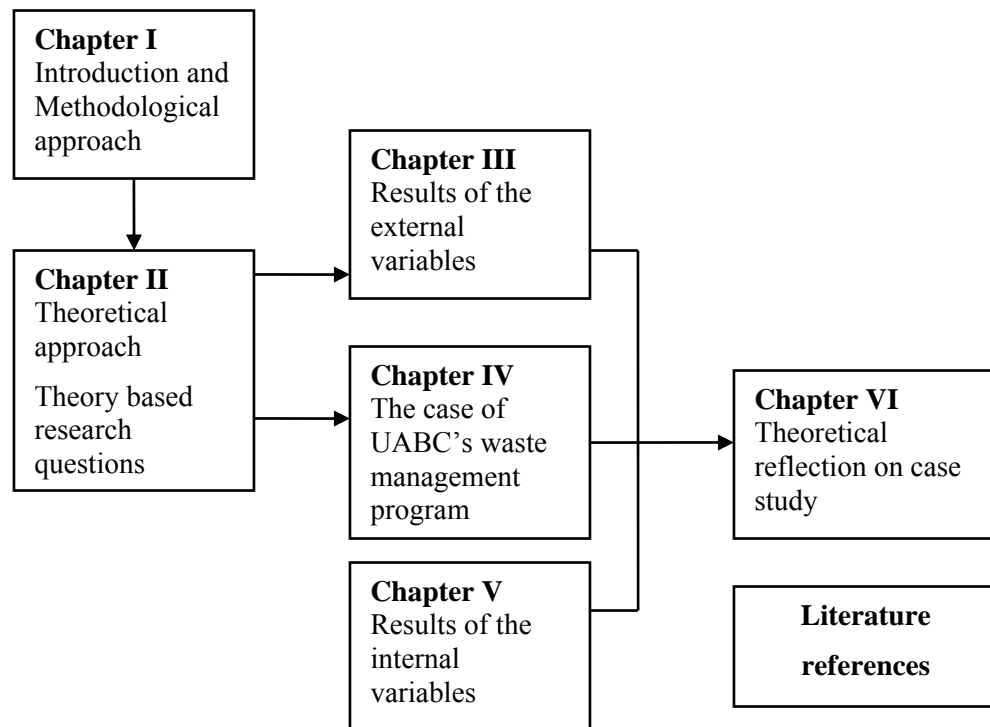 Chapter I
Introduction and
Methodological
approach
Chapter II
Theoretical
approach
Theory based
research
questions
Chapter III
Results of the
external
variables
Chapter IV
The case of
UABC’s waste
management
program
Chapter V
Results of the
internal
variables
Chapter VI
Theoretical
reflection on case
study
Literature
references